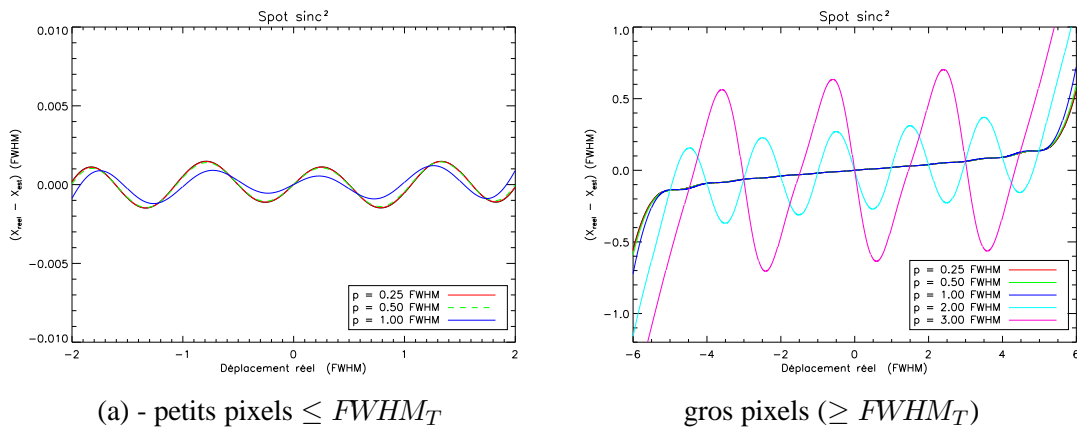 Spot sinc²
0.010
0.005
0.000
−0.005
−0.010
(X_reel − X_est) (FWHM)
−2
−1
0
1
2
Déplacement réel (FWHM)
p = 0.25 FWHM
p = 0.50 FWHM
p = 1.00 FWHM
(a) - petits pixels ≤ FWHM_T
Spot sinc²
1.0
0.5
0.0
−0.5
−1.0
(X_reel − X_est) (FWHM)
−6
−4
−2
0
2
4
6
Déplacement réel (FWHM)
p = 0.25 FWHM
p = 0.50 FWHM
p = 1.00 FWHM
p = 2.00 FWHM
p = 3.00 FWHM
gros pixels (≥ FWHM_T)